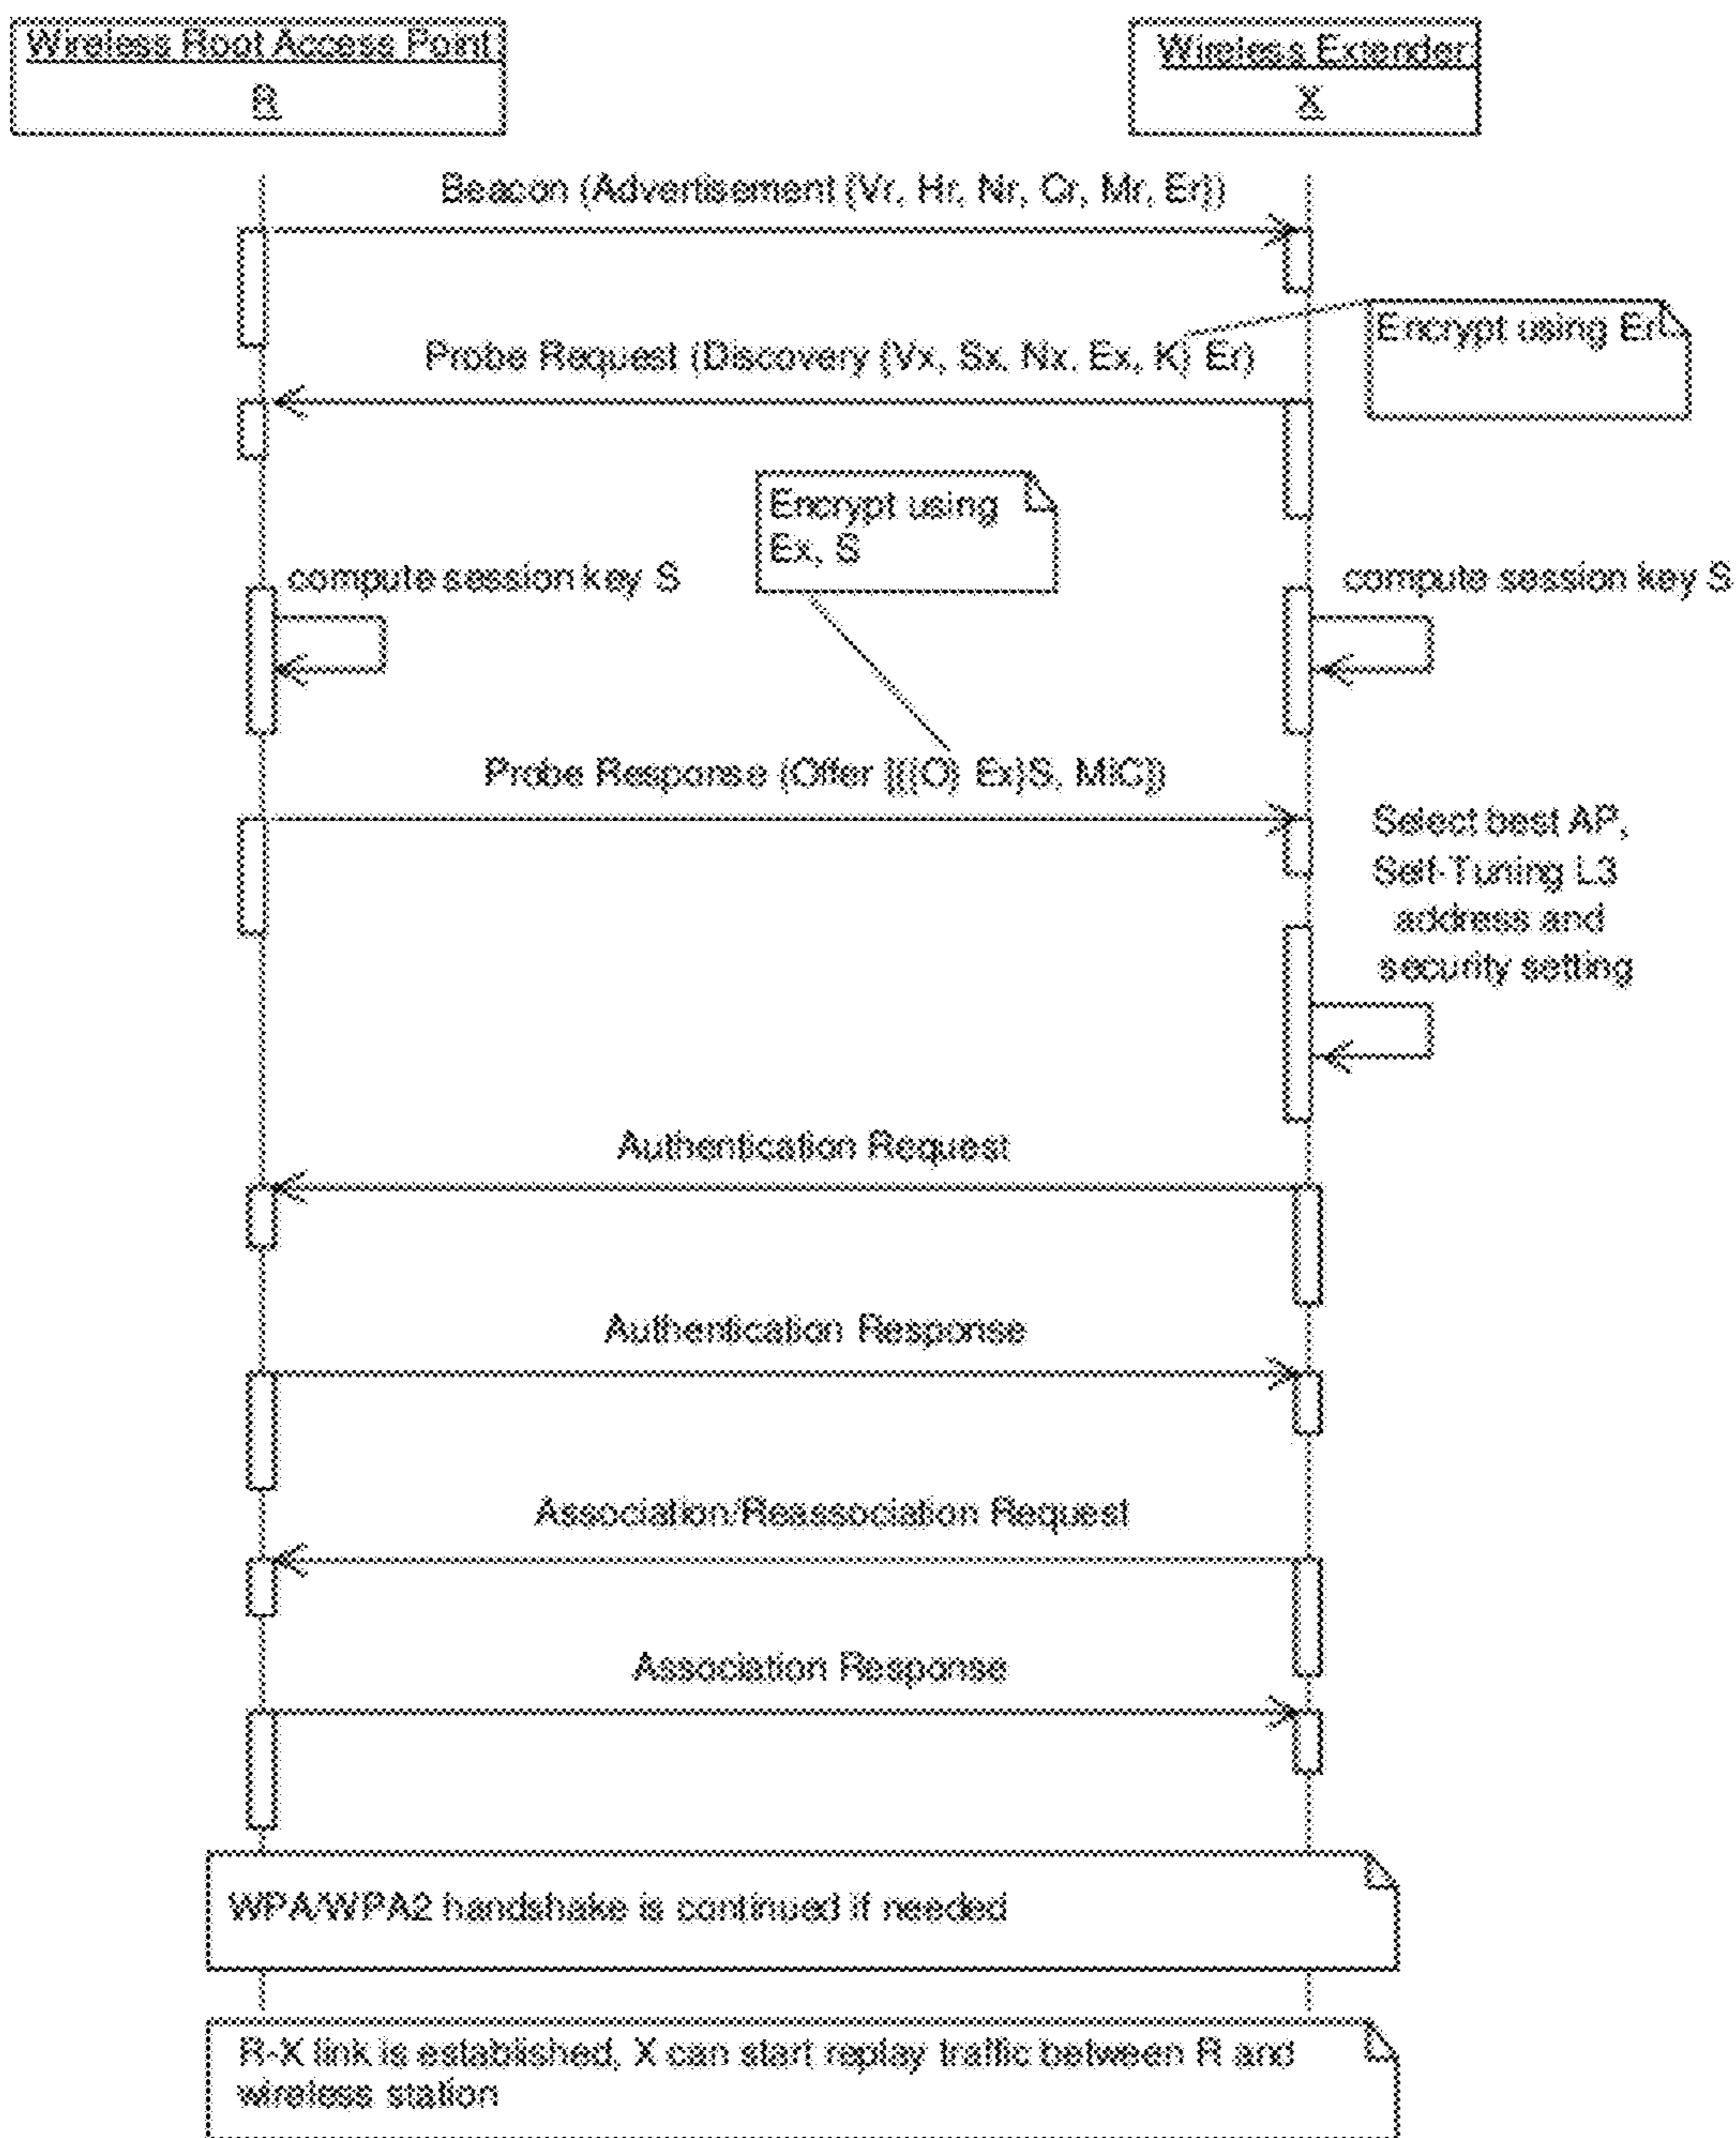 Wireless Root Access Point
R
Wireless Extender
X
Beacon (Advertisement {Vr, Hr, Nr, Cr, Mr, Er})
Encrypt using Er
Probe Request (Discovery {Vx, Sx, Nx, Ex, K} Er)
Encrypt using
Ex, S
compute session key S
compute session key S
Probe Response (Offer [{{O} Ex}S, MIC])
Select best AP,
Self-Tuning L3
address and
security setting
Authentication Request
Authentication Response
Association/Reassociation Request
Association Response
WPA/WPA2 handshake is continued if needed
R-X link is established, X can start replay traffic between R and
wireless station